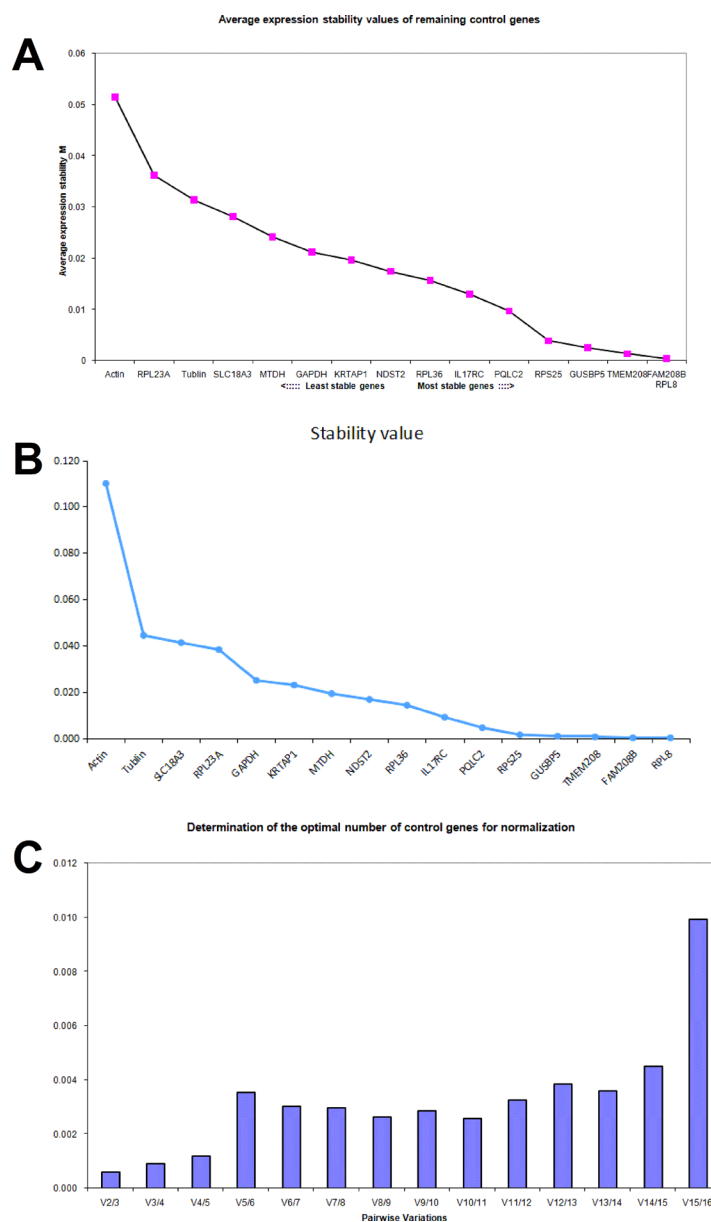 Average expression stability values of remaining control genes
A
0.06
0.05
0.04
0.03
0.02
0.01
0
Average expression stability M
Actin RPL23A Tublin SLC18A3 MTDH GAPDH KRTAP1 NDST2 RPL36 IL17RC PQLC2 RPS25 GUSBP5 TMEM208 FAM208B
RPL8
<::::: Least stable genes Most stable genes ::::>
B
Stability value
0.120
0.100
0.080
0.060
0.040
0.020
0.000
Actin Tublin SLC18A3 RPL23A GAPDH KRTAP1 MTDH NDST2 RPL36 IL17RC PQLC2 RPS25 GUSBP5 TMEM208 FAM208B RPL8
Determination of the optimal number of control genes for normalization
C
0.012
0.010
0.008
0.006
0.004
0.002
0.000
V2/3 V3/4 V4/5 V5/6 V6/7 V7/8 V8/9 V9/10 V10/11 V11/12 V12/13 V13/14 V14/15 V15/16
Pairwise Variations